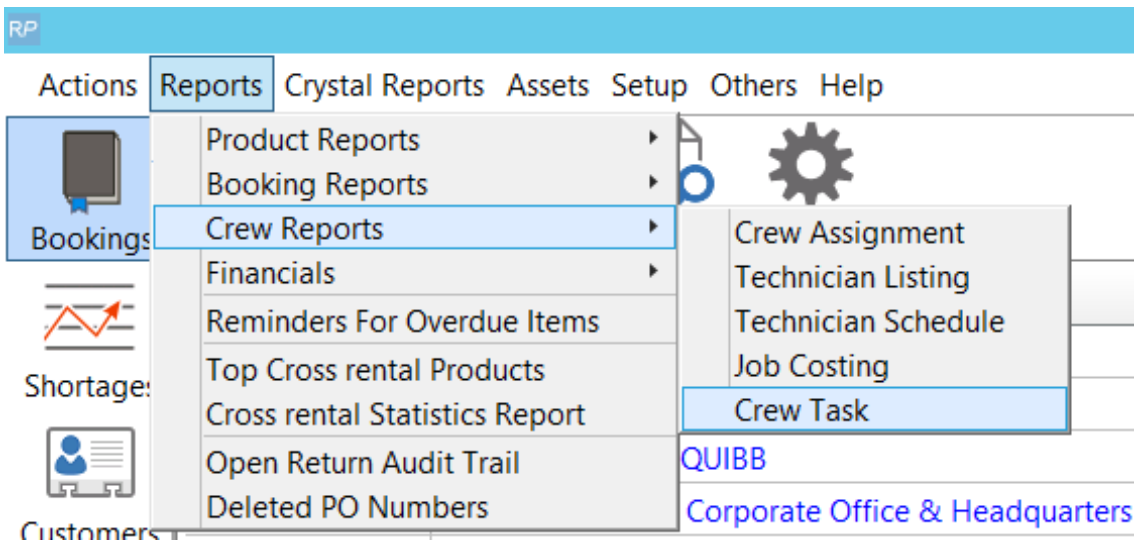 RP
Actions Reports Crystal Reports Assets Setup Others Help
Product Reports
Booking Reports
Bookings
Crew Reports
Crew Assignment
Financials
Technician Listing
Reminders For Overdue Items
Technician Schedule
Top Cross rental Products
Job Costing
Shortages
Cross rental Statistics Report
Crew Task
Open Return Audit Trail
QUIBB
Deleted PO Numbers
Corporate Office & Headquarters
Customers